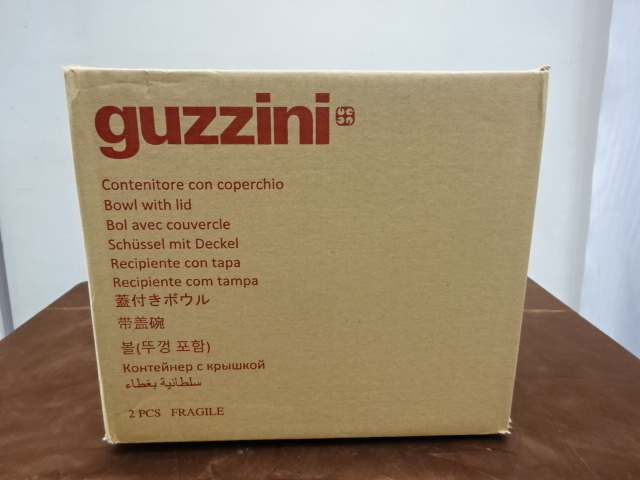 guzzini
Contenitore con coperchio
Bowl with lid
Bol avec couvercle
Schüssel mit Deckel
Recipiente con tapa
Recipiente com tampa
蓋付きボウル
带盖碗
볼(뚜껑 포함)
Контейнер с крышкой
سلطانية بغطاء
2 PCS FRAGILE